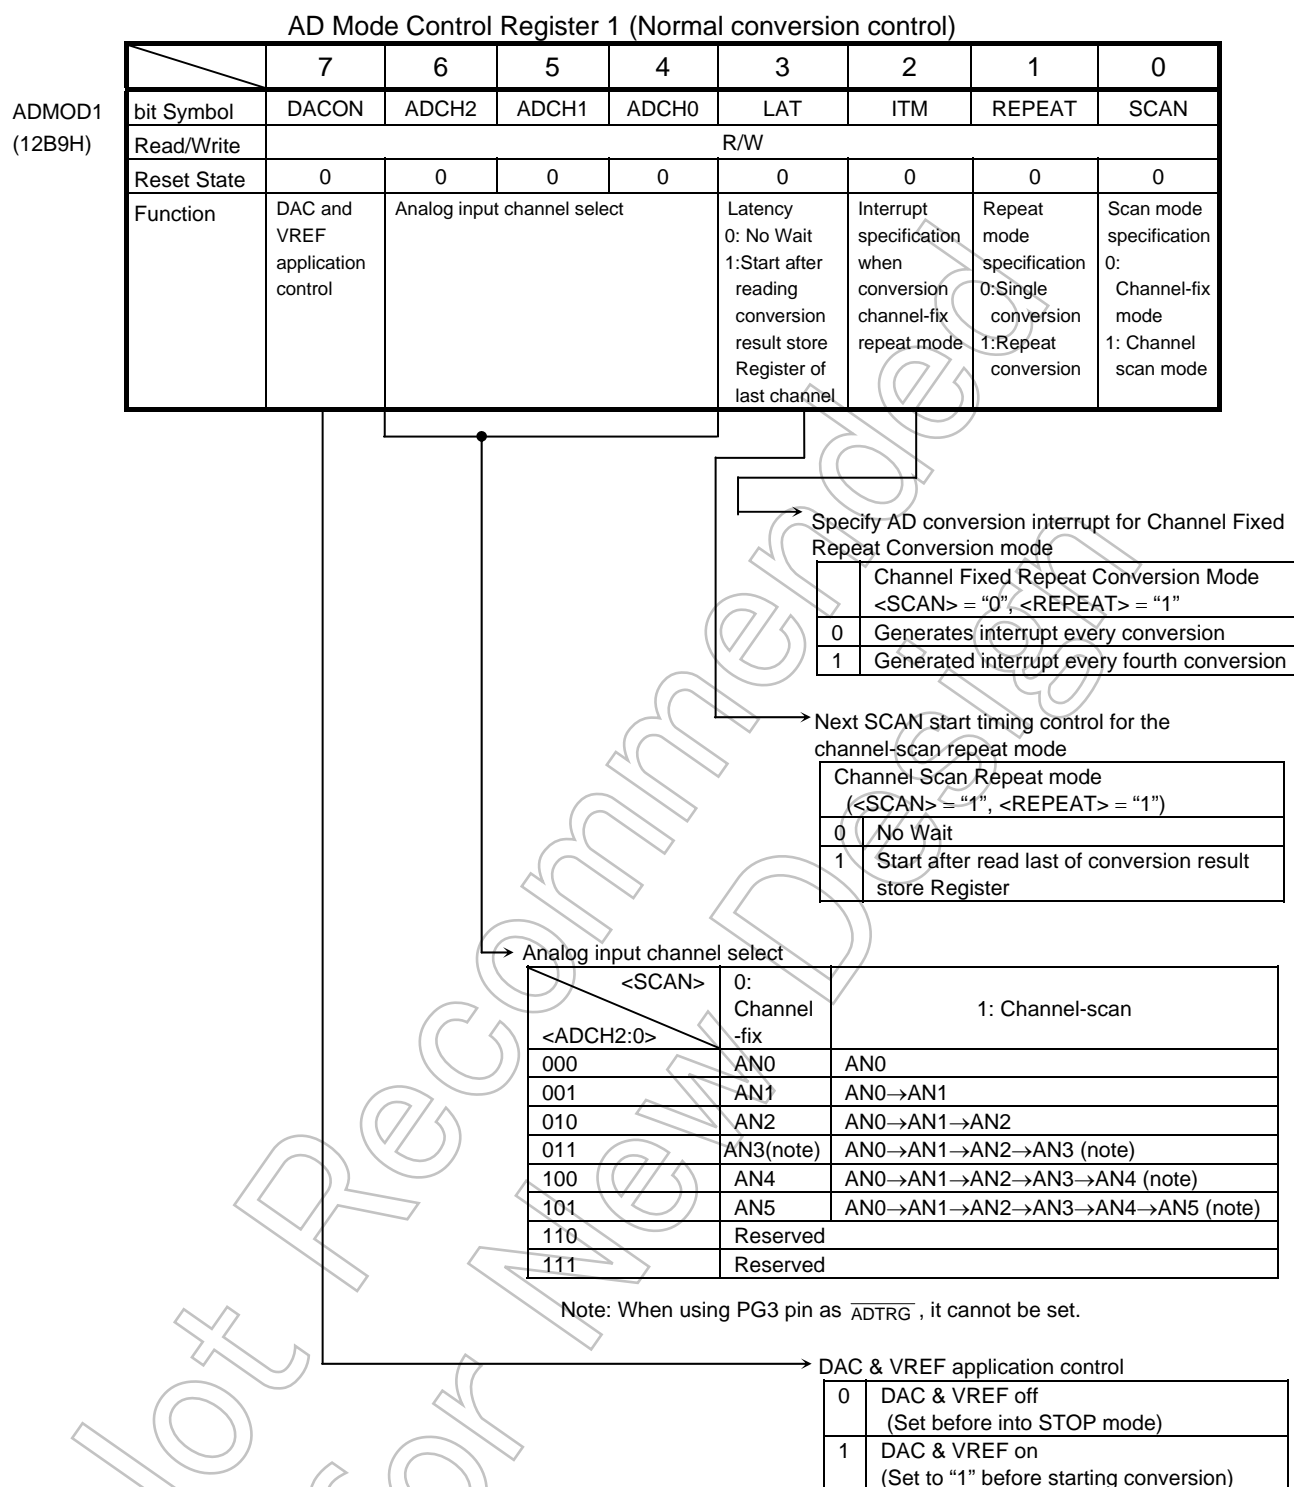 AD Mode Control Register 1 (Normal conversion control)
7 6 5 4 3 2 1 0
ADMOD1 bit Symbol DACON ADCH2 ADCH1 ADCH0 LAT ITM REPEAT SCAN
(12B9H) Read/Write R/W
Reset State 0 0 0 0 0 0 0 0
Function DAC and Analog input channel select Latency Interrupt Repeat Scan mode
VREF 0: No Wait specification mode specification
application 1:Start after when specification 0:
control reading conversion 0:Single Channel-fix
conversion channel-fix conversion mode
result store repeat mode 1:Repeat 1: Channel
Register of conversion scan mode
last channel
Specify AD conversion interrupt for Channel Fixed
Repeat Conversion mode
Channel Fixed Repeat Conversion Mode
<SCAN> = “0”, <REPEAT> = “1”
0 Generates interrupt every conversion
1 Generated interrupt every fourth conversion
Next SCAN start timing control for the
channel-scan repeat mode
Channel Scan Repeat mode
(<SCAN> = “1”, <REPEAT> = “1”)
0 No Wait
1 Start after read last of conversion result
store Register
Analog input channel select
<SCAN> 0:
Channel 1: Channel-scan
<ADCH2:0> -fix
000 AN0 AN0
001 AN1 AN0→AN1
010 AN2 AN0→AN1→AN2
011 AN3(note) AN0→AN1→AN2→AN3 (note)
100 AN4 AN0→AN1→AN2→AN3→AN4 (note)
101 AN5 AN0→AN1→AN2→AN3→AN4→AN5 (note)
110 Reserved
111 Reserved
Note: When using PG3 pin as ADTRG , it cannot be set.
DAC & VREF application control
0 DAC & VREF off
(Set before into STOP mode)
1 DAC & VREF on
(Set to “1” before starting conversion)
Not Recommended
for New Design